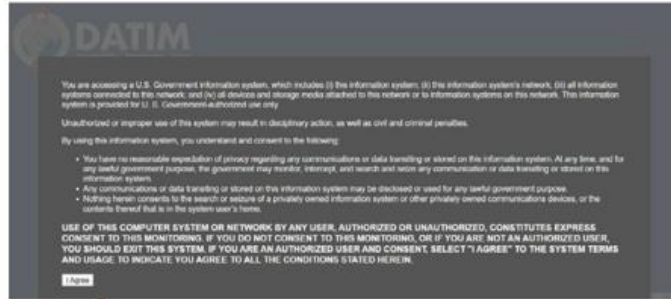 DATIM
You are accessing a U.S. Government information system, which includes (i) this information system; (ii) this information system's network; (iii) all information
systems connected to this network; and (iv) all devices and storage media attached to this network or to information systems on this network. This information
system is provided for U. S. Government-authorized use only.
Unauthorized or improper use of this system may result in disciplinary action, as well as civil and criminal penalties.
By using this information system, you understand and consent to the following:
• You have no reasonable expectation of privacy regarding any communications or data transiting or stored on this information system. At any time, and for
any lawful government purpose, the government may monitor, intercept, and search and seize any communication or data transiting or stored on this
information system.
• Any communications or data transiting or stored on this information system may be disclosed or used for any lawful government purpose.
• Nothing herein consents to the search or seizure of a privately owned information system or other privately owned communications devices, or the
contents thereof that is in the system user's home.
USE OF THIS COMPUTER SYSTEM OR NETWORK BY ANY USER, AUTHORIZED OR UNAUTHORIZED, CONSTITUTES EXPRESS
CONSENT TO THIS MONITORING. IF YOU DO NOT CONSENT TO THIS MONITORING, OR IF YOU ARE NOT AN AUTHORIZED USER,
YOU SHOULD EXIT THIS SYSTEM. IF YOU ARE AN AUTHORIZED USER AND CONSENT, SELECT "I AGREE" TO THE SYSTEM TERMS
AND USAGE TO INDICATE YOU AGREE TO ALL THE CONDITIONS STATED HEREIN.
I Agree